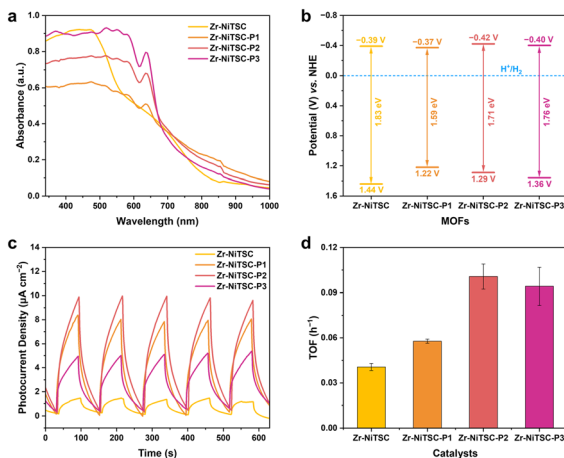 a
1.0
0.8
0.6
0.4
0.2
0.0
Absorbance (a.u.)
Zr-NiTSC
Zr-NiTSC-P1
Zr-NiTSC-P2
Zr-NiTSC-P3
400 500 600 700 800 900 1000
Wavelength (nm)
b
−0.8
−0.4
0.0
0.4
0.8
1.2
1.6
Potential (V) vs. NHE
−0.39 V −0.37 V −0.42 V −0.40 V
H⁺/H₂
1.83 eV 1.59 eV 1.71 eV 1.76 eV
1.44 V 1.22 V 1.29 V 1.36 V
Zr-NiTSC Zr-NiTSC-P1 Zr-NiTSC-P2 Zr-NiTSC-P3
MOFs
c
14
12
10
8
6
4
2
0
Photocurrent Density (μA cm⁻²)
Zr-NiTSC
Zr-NiTSC-P1
Zr-NiTSC-P2
Zr-NiTSC-P3
0 100 200 300 400 500 600
Time (s)
d
0.12
0.09
0.06
0.03
0.00
TOF (h⁻¹)
Zr-NiTSC Zr-NiTSC-P1 Zr-NiTSC-P2 Zr-NiTSC-P3
Catalysts